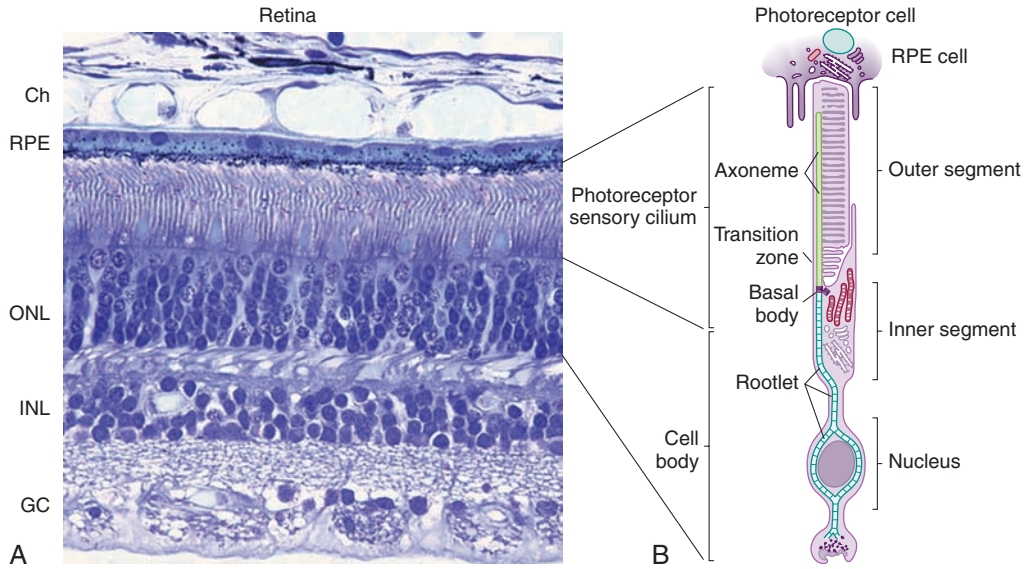 Retina
Ch
RPE
ONL
INL
GC
A
Photoreceptor cell
RPE cell
Photoreceptor
sensory cilium
Axoneme
Outer segment
Transition
zone
Basal
body
Inner segment
Rootlet
Cell
body
Nucleus
B